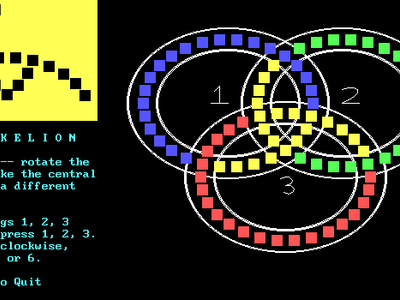 K E L I O N
-- rotate the
ke the central
a different
gs 1, 2, 3
press 1, 2, 3.
clockwise,
or 6.
o Quit
1
2
3